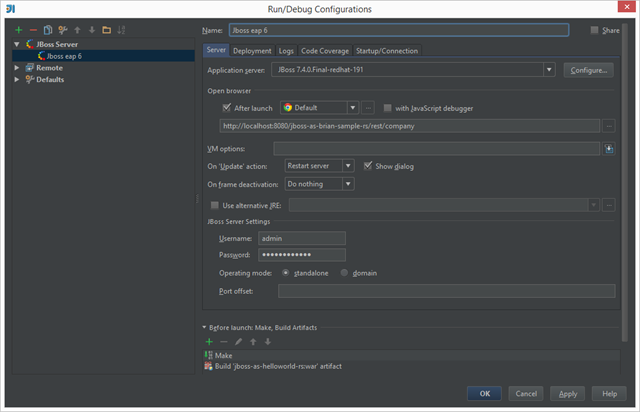 Run/Debug Configurations
Name: Jboss eap 6 Share
JBoss Server
Jboss eap 6
Remote
Defaults
Server Deployment Logs Code Coverage Startup/Connection
Application server: JBoss 7.4.0.Final-redhat-191 Configure...
Open browser
After launch Default ... with JavaScript debugger
http://localhost:8080/jboss-as-brian-sample-rs/rest/company ...
VM options:
On 'Update' action: Restart server Show dialog
On frame deactivation: Do nothing
Use alternative JRE: ...
JBoss Server Settings
Username: admin
Password: ••••••••••••
Operating mode: standalone domain
Port offset:
Before launch: Make, Build Artifacts
Make
Build 'jboss-as-helloworld-rs:war' artifact
OK Cancel Apply Help